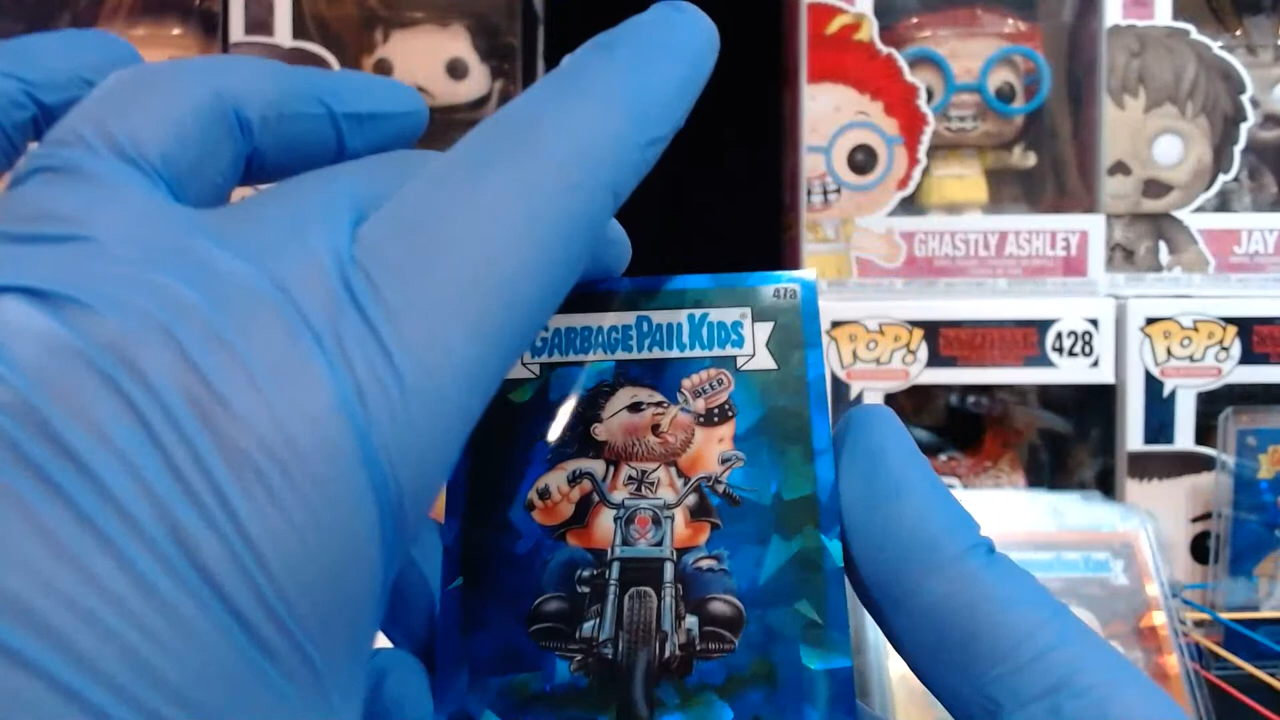 GHASTLY ASHLEY
JAY
47a
GARBAGE PAIL KIDS
BEER
POP!
428
POP!